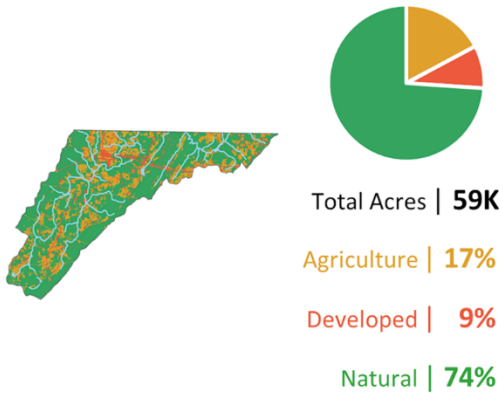 Total Acres | 59K
Agriculture | 17%
Developed | 9%
Natural | 74%